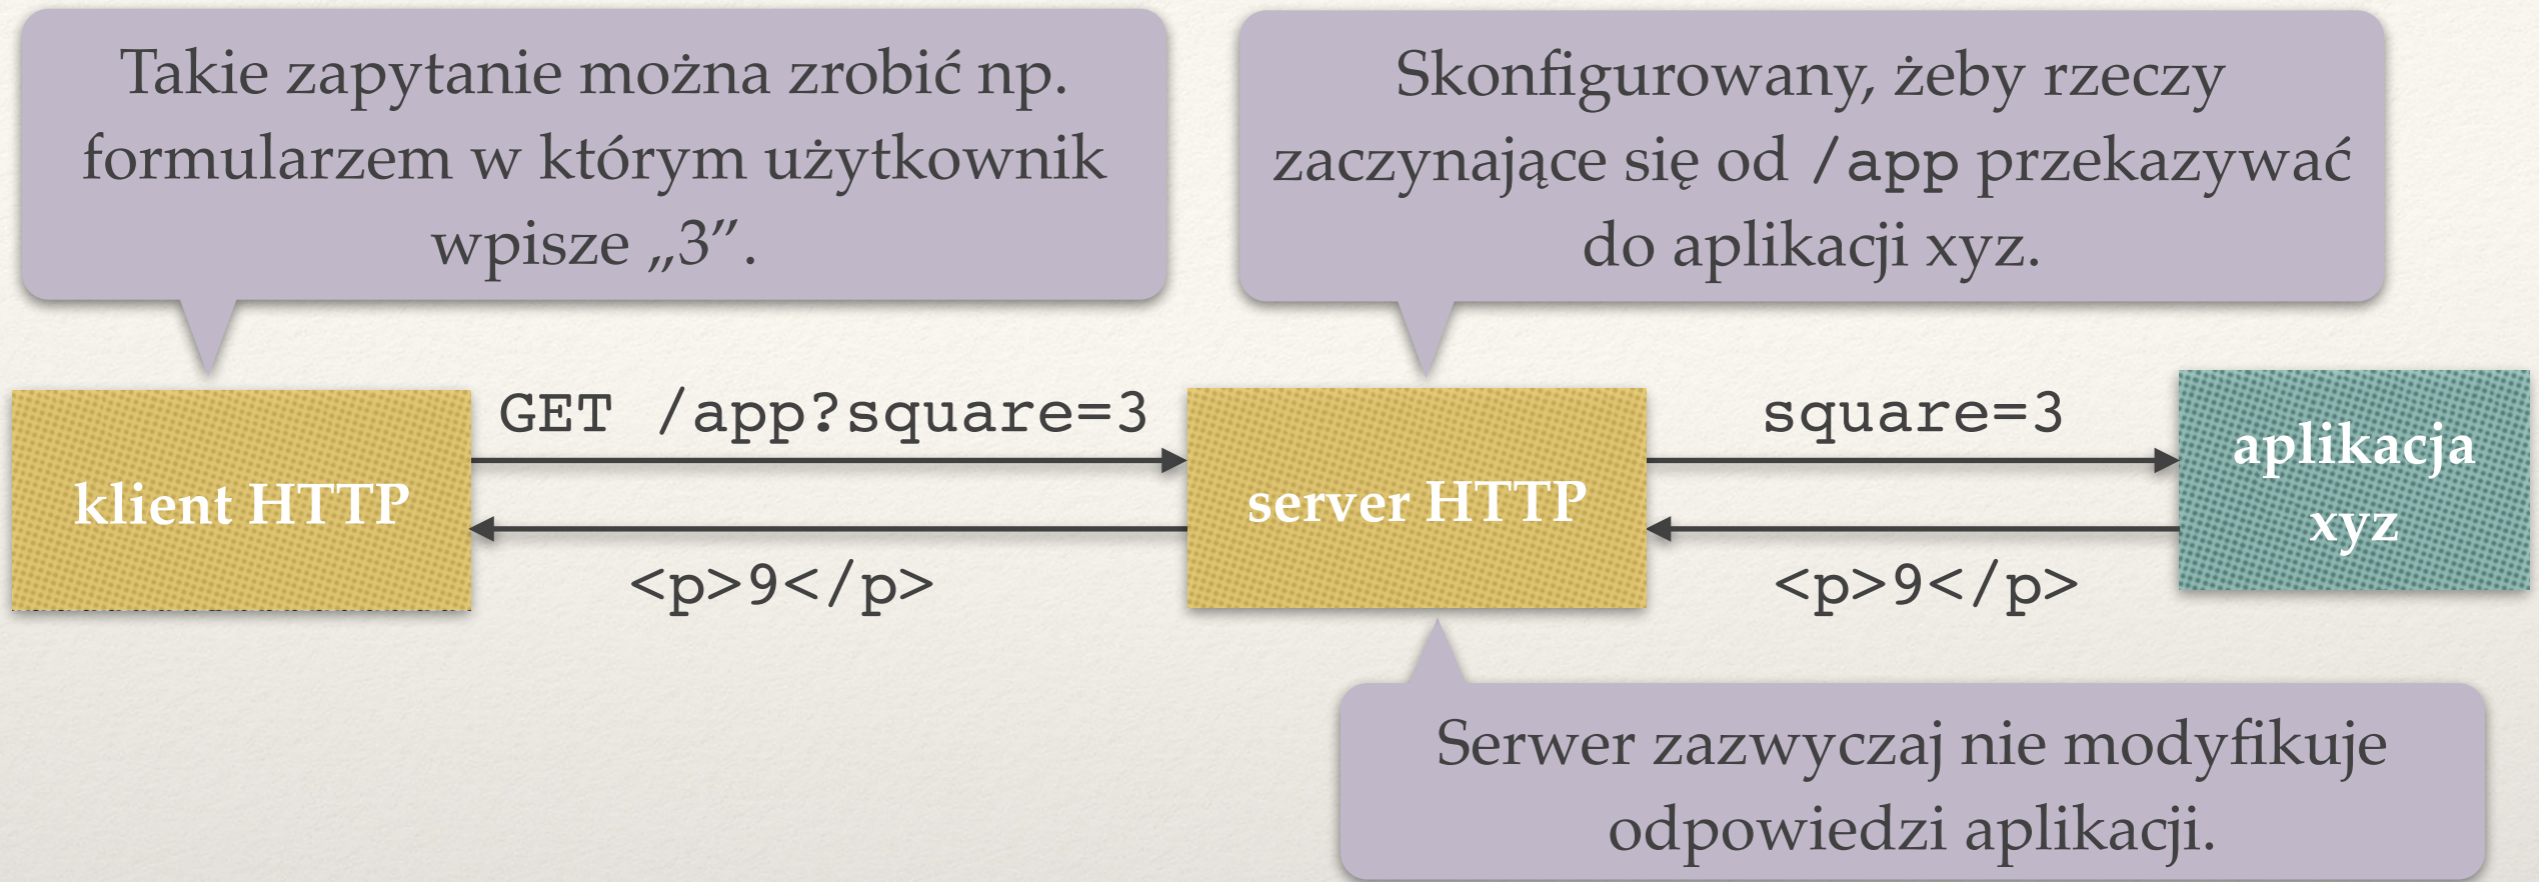 Takie zapytanie można zrobić np.
formularzem w którym użytkownik
wpisze „3”.
Skonfigurowany, żeby rzeczy
zaczynające się od /app przekazywać
do aplikacji xyz.
klient HTTP
GET /app?square=3
<p>9</p>
server HTTP
square=3
<p>9</p>
aplikacja
xyz
Serwer zazwyczaj nie modyfikuje
odpowiedzi aplikacji.